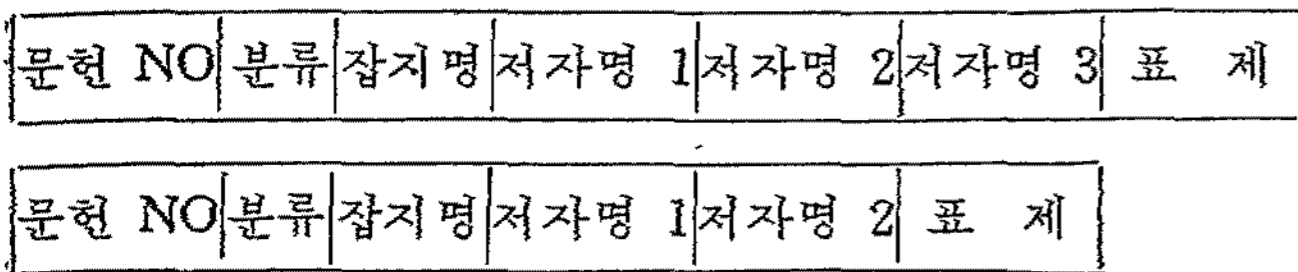 문헌 NO 분류 잡지명 저자명 1 저자명 2 저자명 3 표 제
문헌 NO 분류 잡지명 저자명 1 저자명 2 표 제